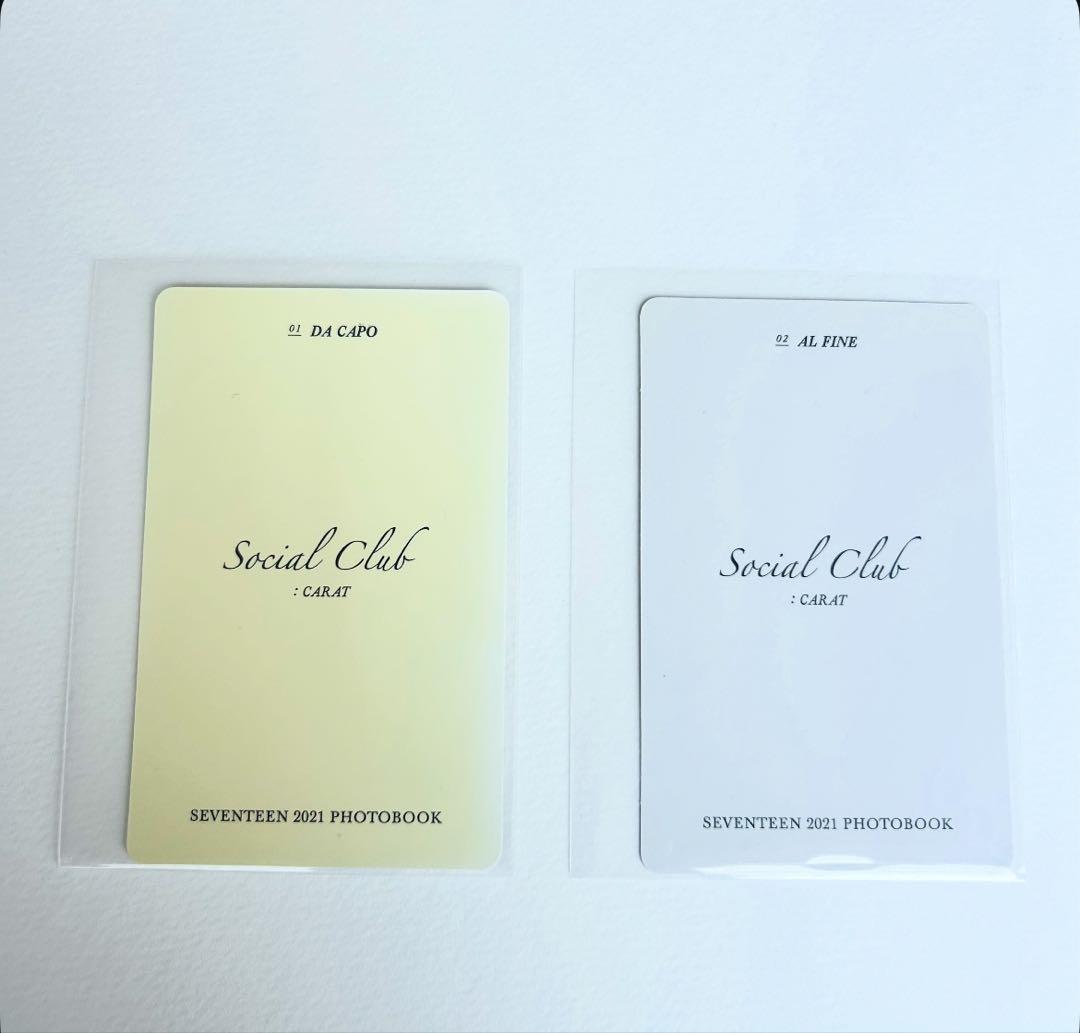 01 DA CAPO
Social Club
: CARAT
SEVENTEEN 2021 PHOTOBOOK
02 AL FINE
Social Club
: CARAT
SEVENTEEN 2021 PHOTOBOOK